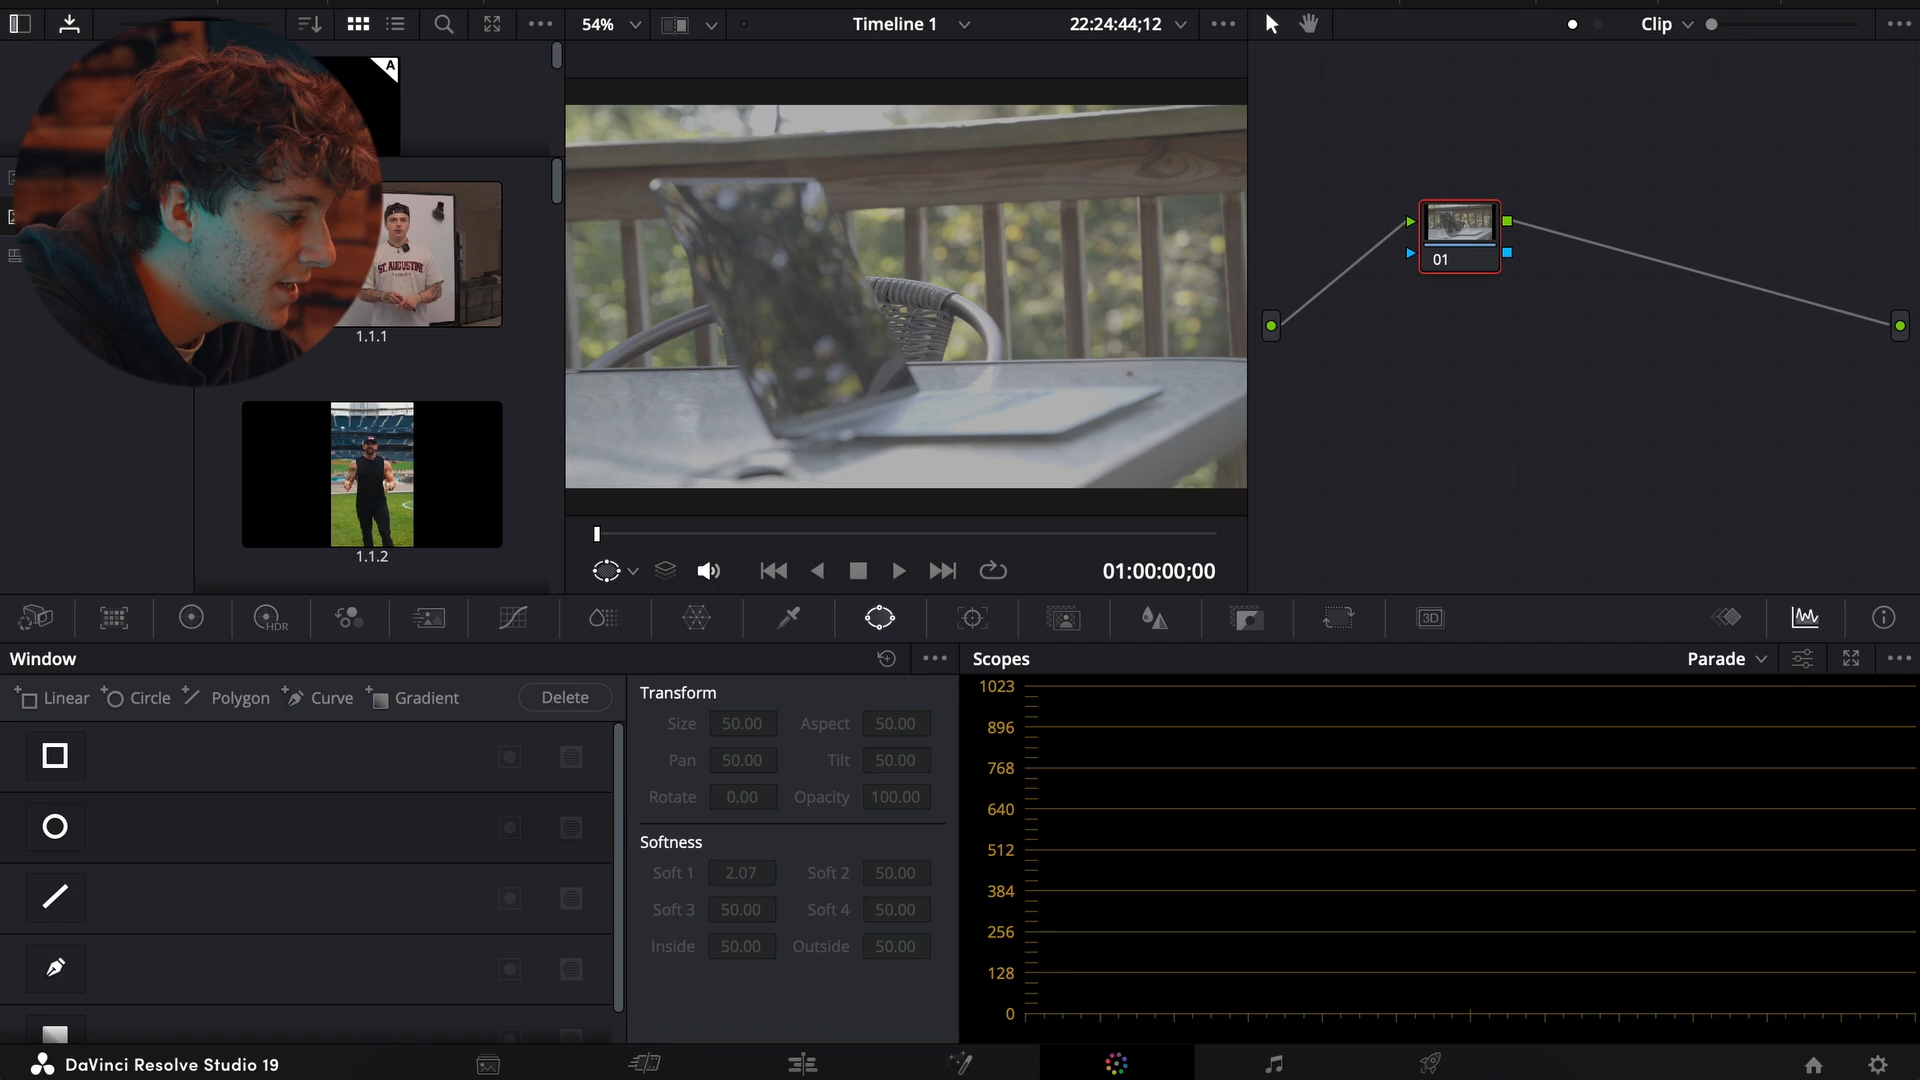 54%
Timeline 1
22:24:44;12
Clip
A
ST. AUGUSTINE
1.1.1
01
1.1.2
01:00:00;00
HDR
3D
Window
Scopes
Parade
Linear
Circle
Polygon
Curve
Gradient
Delete
Transform
Size 50.00 Aspect 50.00
Pan 50.00 Tilt 50.00
Rotate 0.00 Opacity 100.00
Softness
Soft 1 2.07 Soft 2 50.00
Soft 3 50.00 Soft 4 50.00
Inside 50.00 Outside 50.00
1023
896
768
640
512
384
256
128
0
DaVinci Resolve Studio 19